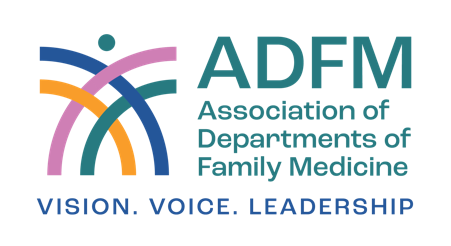 ADFM
Association of
Departments of
Family Medicine
VISION. VOICE. LEADERSHIP